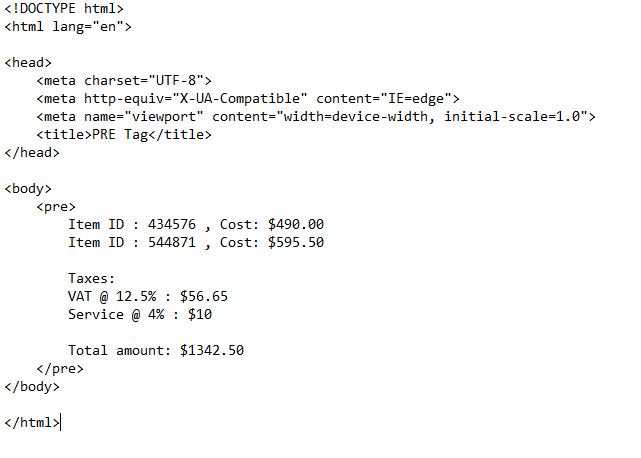 <!DOCTYPE html>
<html lang="en">
<head>
    <meta charset="UTF-8">
    <meta http-equiv="X-UA-Compatible" content="IE=edge">
    <meta name="viewport" content="width=device-width, initial-scale=1.0">
    <title>PRE Tag</title>
</head>
<body>
    <pre>
        Item ID : 434576 , Cost: $490.00
        Item ID : 544871 , Cost: $595.50
        Taxes:
        VAT @ 12.5% : $56.65
        Service @ 4% : $10
        Total amount: $1342.50
    </pre>
</body>
</html>